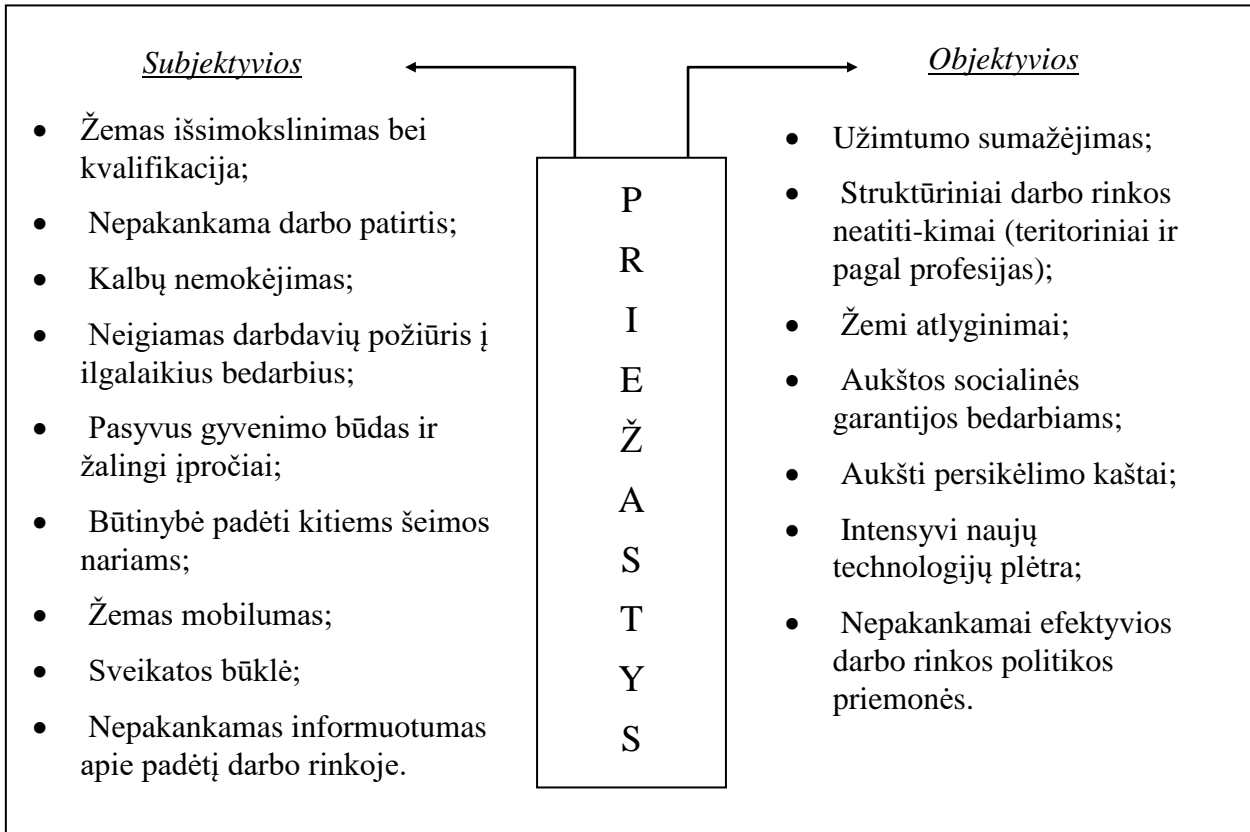 Subjektyvios
• Žemas išsimokslinimas bei
kvalifikacija;
• Nepakankama darbo patirtis;
• Kalbų nemokėjimas;
• Neigiamas darbdavių požiūris į
ilgalaikius bedarbius;
• Pasyvus gyvenimo būdas ir
žalingi įpročiai;
• Būtinybė padėti kitiems šeimos
nariams;
• Žemas mobilumas;
• Sveikatos būklė;
• Nepakankamas informuotumas
apie padėtį darbo rinkoje.
P
R
I
E
Ž
A
S
T
Y
S
Objektyvios
• Užimtumo sumažėjimas;
• Struktūriniai darbo rinkos
neatiti-kimai (teritoriniai ir
pagal profesijas);
• Žemi atlyginimai;
• Aukštos socialinės
garantijos bedarbiams;
• Aukšti persikėlimo kaštai;
• Intensyvi naujų
technologijų plėtra;
• Nepakankamai efektyvios
darbo rinkos politikos
priemonės.